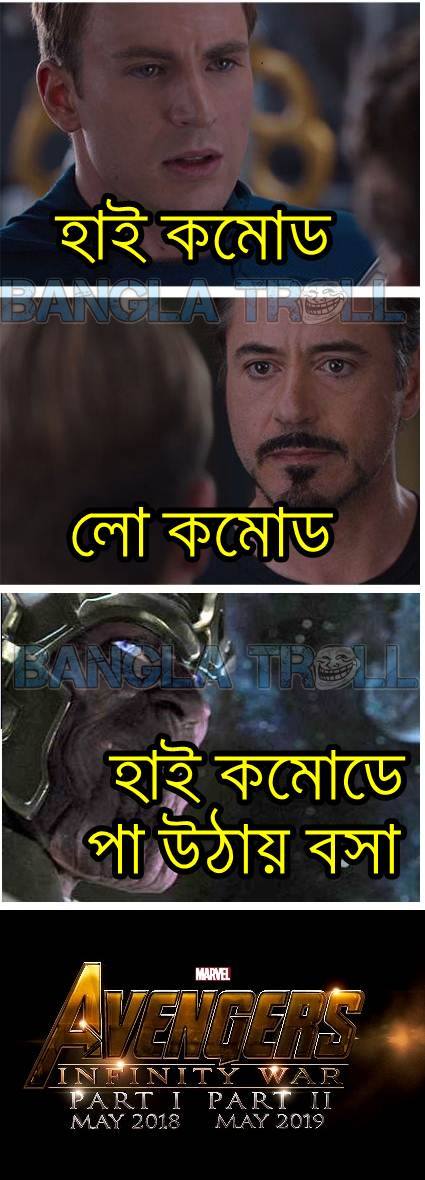 হাই কমোড
BANGLA TROLL
লো কমোড
BANGLA TROLL
হাই কমোডে
পা উঠায় বসা
MARVEL
AVENGERS
INFINITY WAR
PART I PART II
MAY 2018 MAY 2019